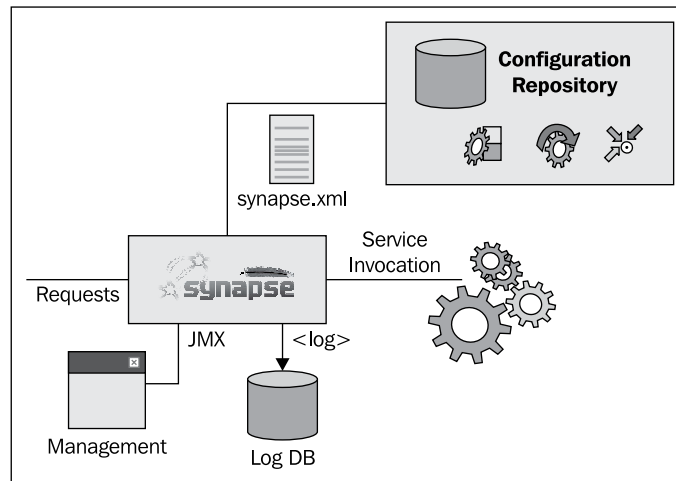 Configuration
Repository
synapse.xml
Service
Invocation
Requests
synapse
JMX
<log>
Management
Log DB